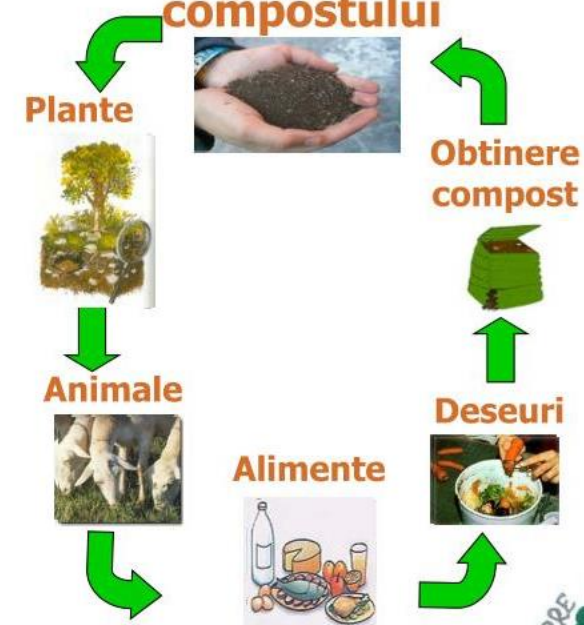 compostului
Plante
Obtinere
compost
Animale
Deseuri
Alimente